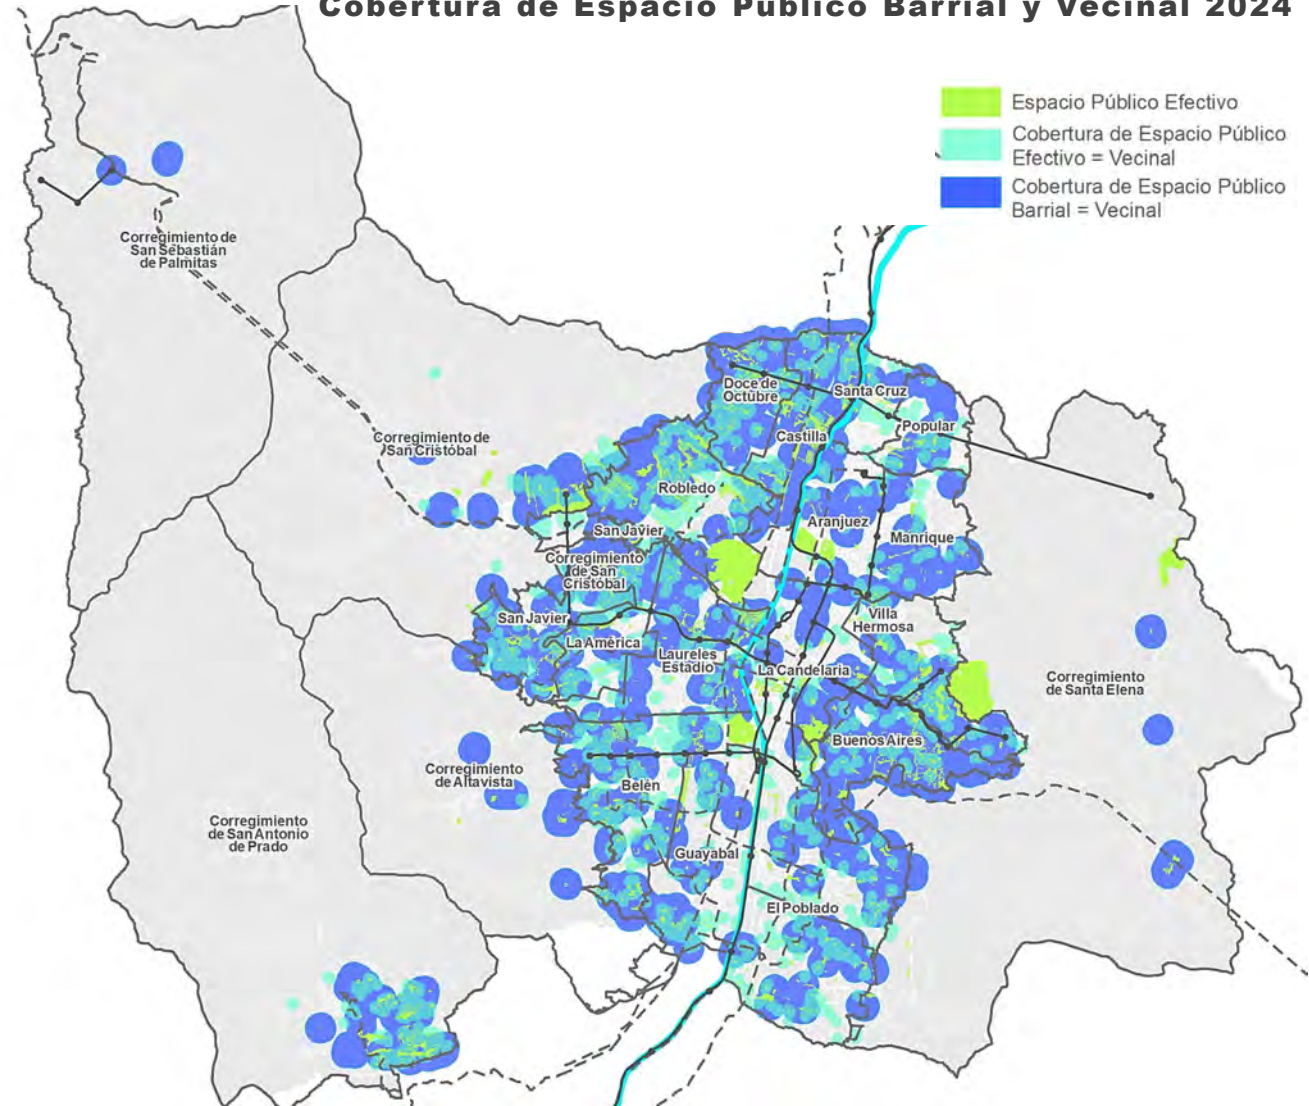 Cobertura de Espacio Público Barrial y Vecinal 2024
Espacio Público Efectivo
Cobertura de Espacio Público
Efectivo = Vecinal
Cobertura de Espacio Público
Barrial = Vecinal
Corregimiento de
San Sebastián
de Palmitas
Doce de
Octubre
Santa Cruz
Popular
Castilla
Corregimiento de
San Cristóbal
Robledo
Aranjuez
San Javier
Manrique
Corregimiento
de San
Cristóbal
San Javier
Villa
Hermosa
La América
Laureles
Estadio
La Candelaria
Corregimiento
de Santa Elena
Buenos Aires
Corregimiento
de Altavista
Belén
Corregimiento
de San Antonio
de Prado
Guayabal
El Poblado